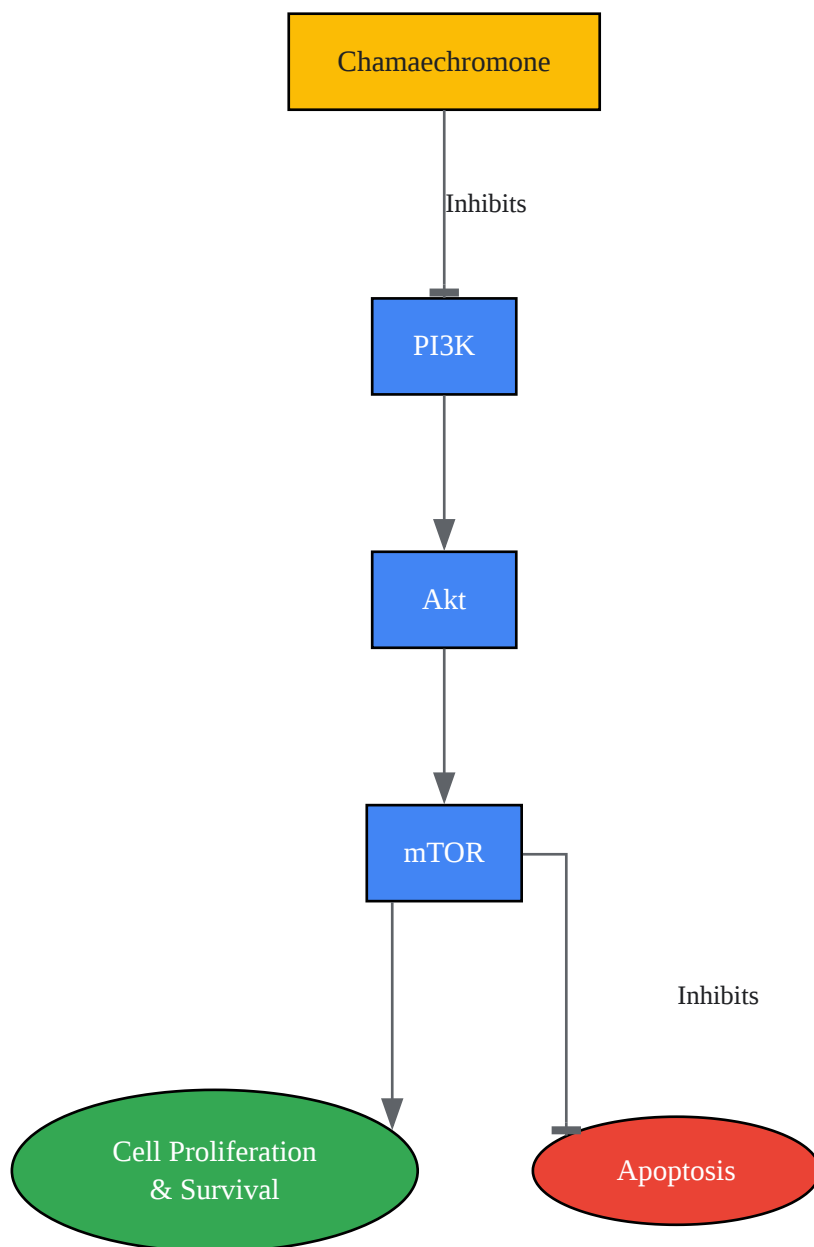 Chamaechromone
Inhibits
PI3K
Akt
mTOR
Inhibits
Cell Proliferation
& Survival
Apoptosis